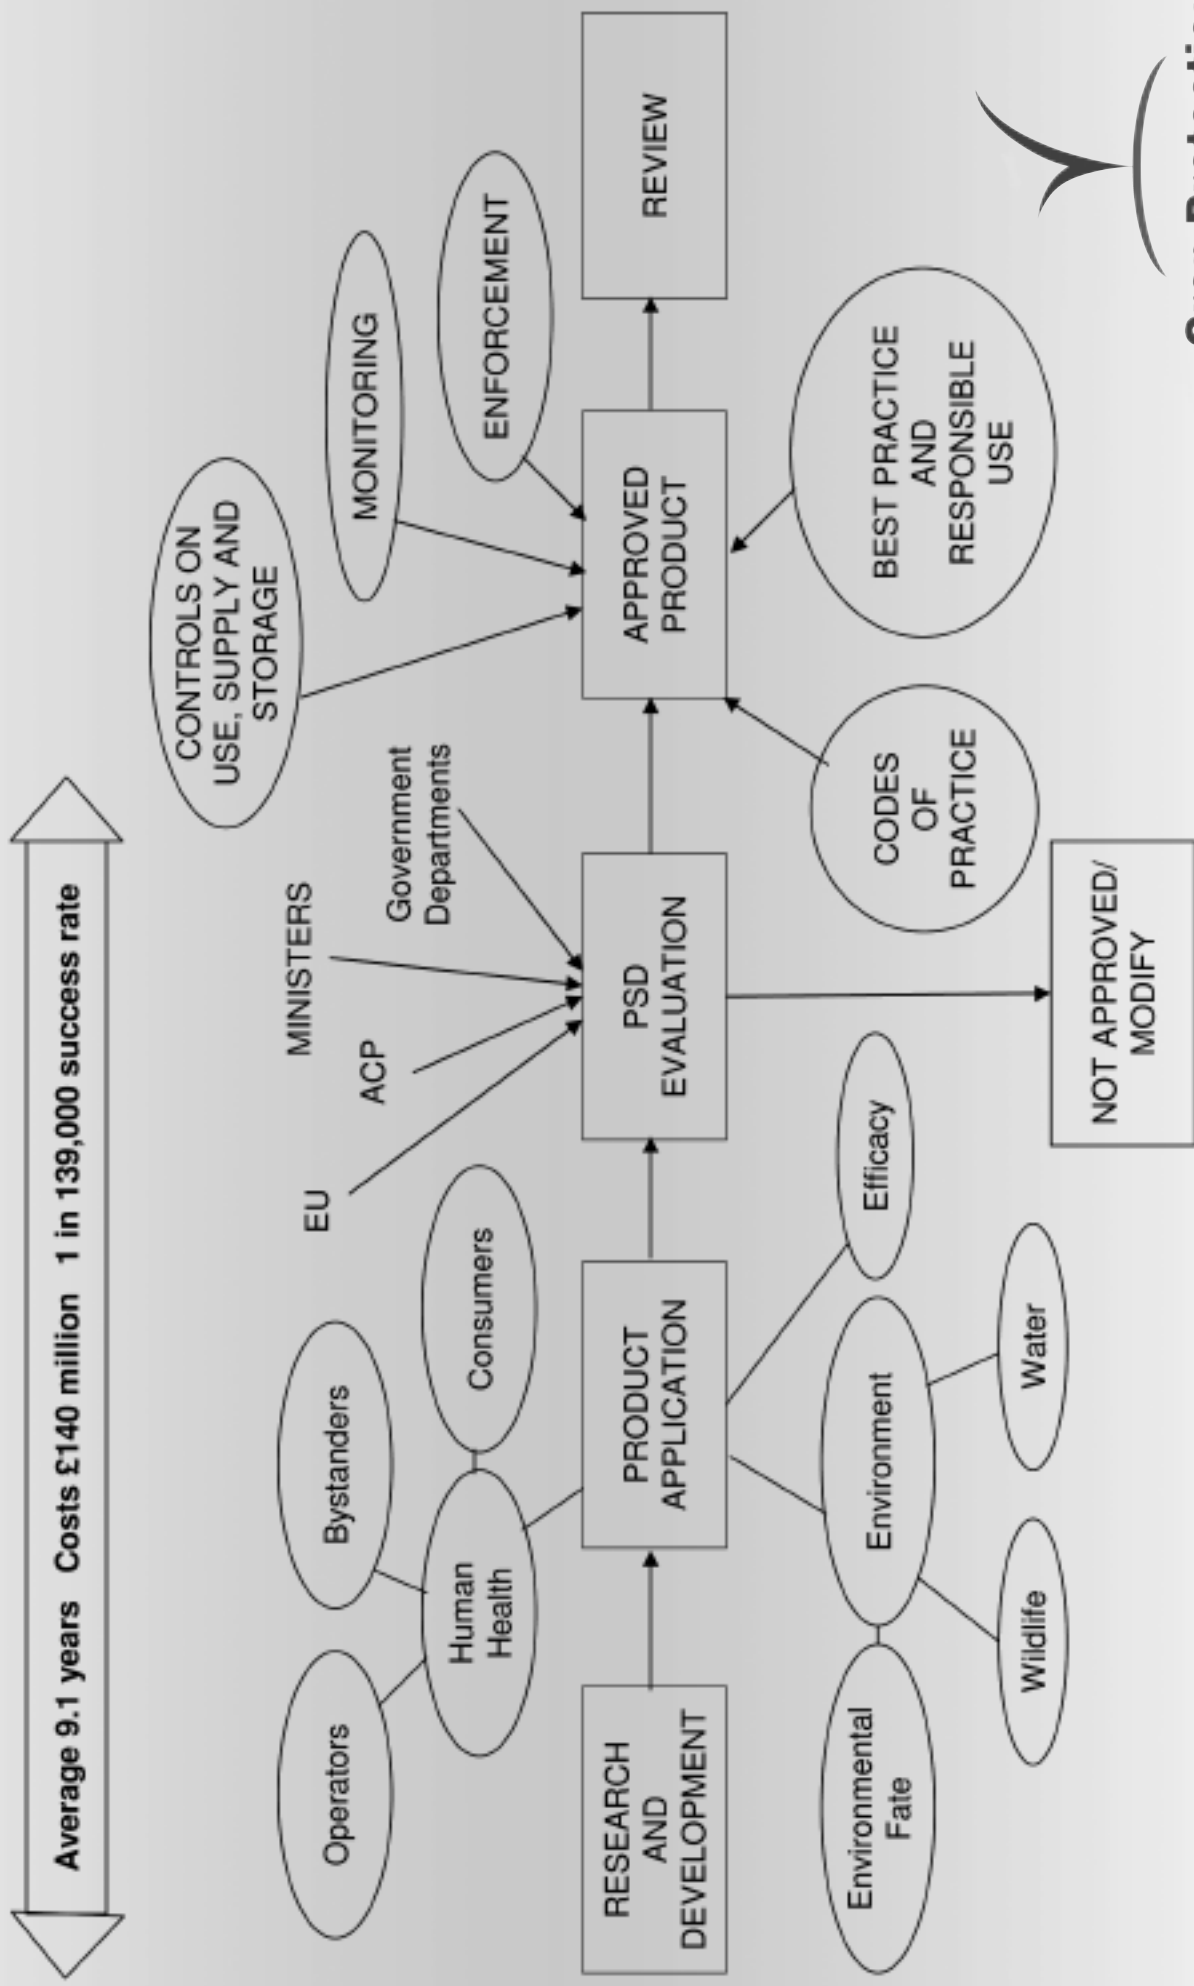 Average 9.1 years Costs £140 million 1 in 139,000 success rate
CONTROLS ON
USE, SUPPLY AND
STORAGE
MONITORING
ENFORCEMENT
MINISTERS
Government
Departments
ACP
EU
Operators
Bystanders
Human
Health
Consumers
RESEARCH
AND
DEVELOPMENT
PRODUCT
APPLICATION
PSD
EVALUATION
APPROVED
PRODUCT
REVIEW
Environmental
Fate
Environment
Efficacy
Wildlife
Water
CODES
OF
PRACTICE
BEST PRACTICE
AND
RESPONSIBLE
USE
NOT APPROVED/
MODIFY